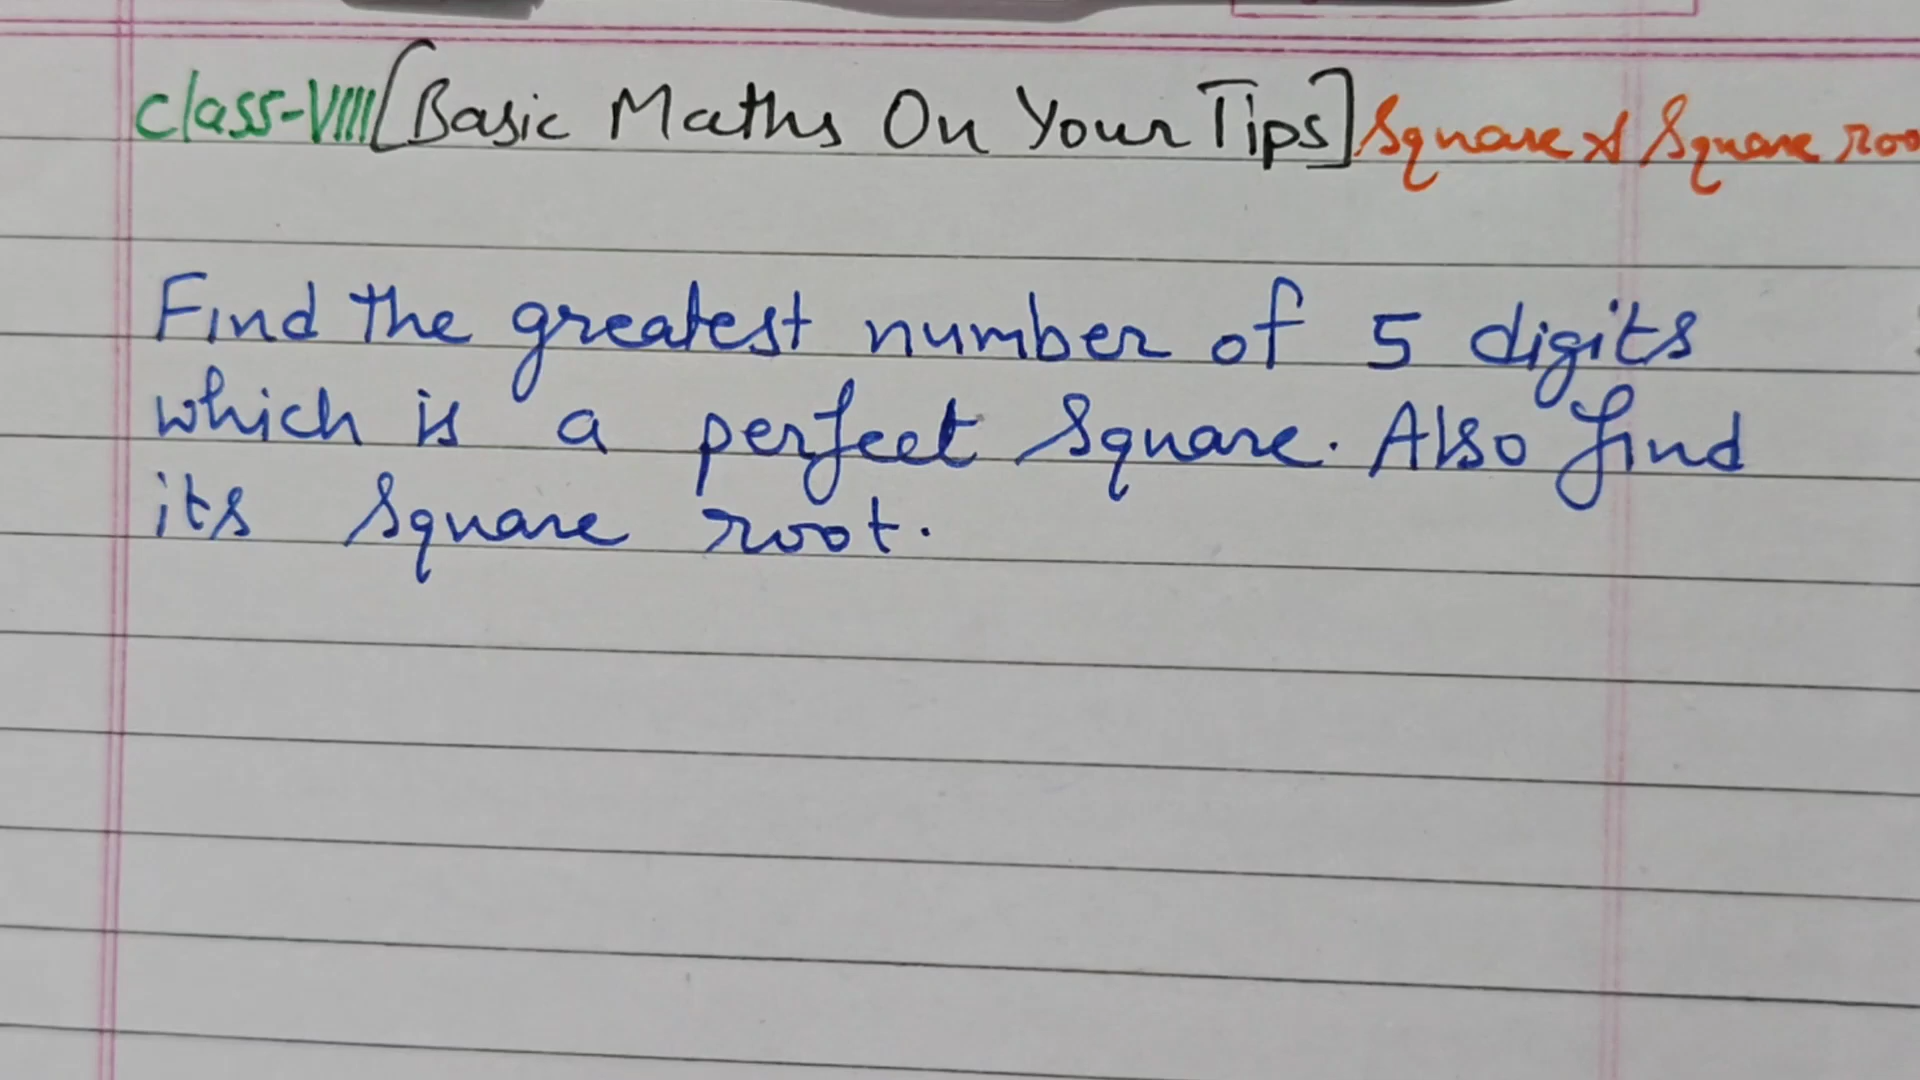 class-VIII [Basic Maths On Your Tips] Square & Square roo
Find the greatest number of 5 digits
which is a perfect square. Also find
its square root.